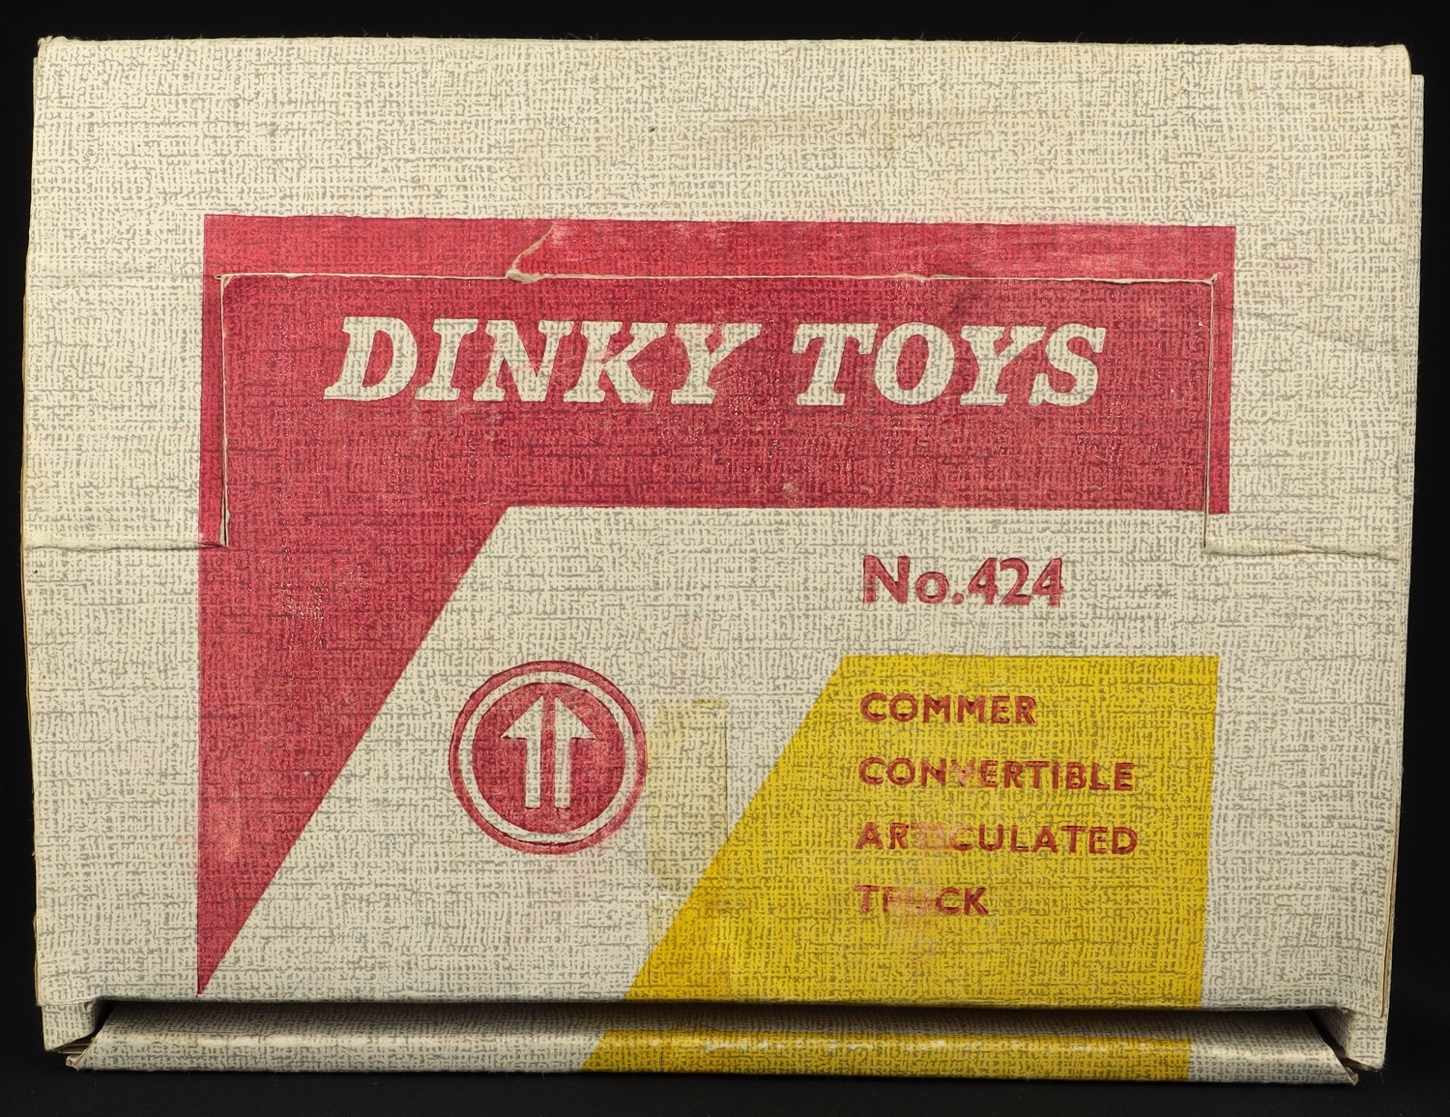 DINKY TOYS
No.424
COMMER
CONVERTIBLE
ARTICULATED
TRUCK